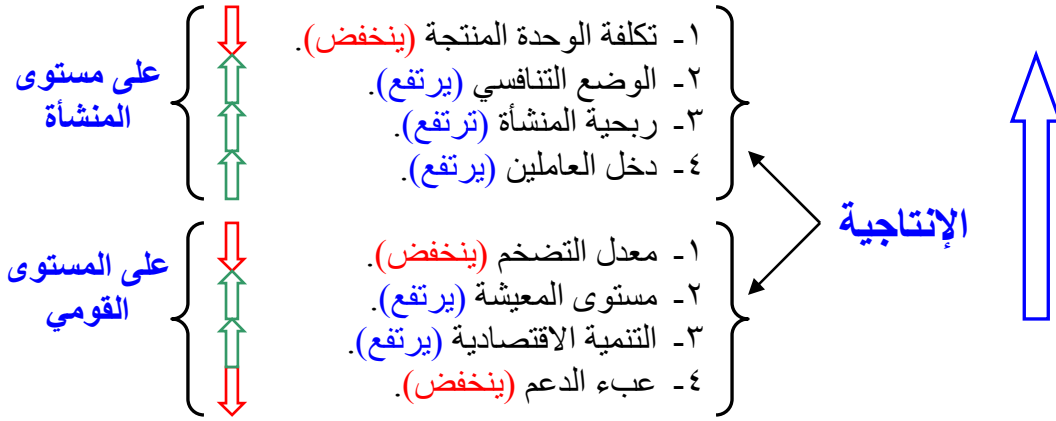 الإنتاجية
١- تكلفة الوحدة المنتجة (ينخفض).
٢- الوضع التنافسي (يرتفع).
٣- ربحية المنشأة (ترتفع).
٤- دخل العاملين (يرتفع).
على مستوى
المنشأة
١- معدل التضخم (ينخفض).
٢- مستوى المعيشة (يرتفع).
٣- التنمية الاقتصادية (يرتفع).
٤- عبء الدعم (ينخفض).
على المستوى
القومي